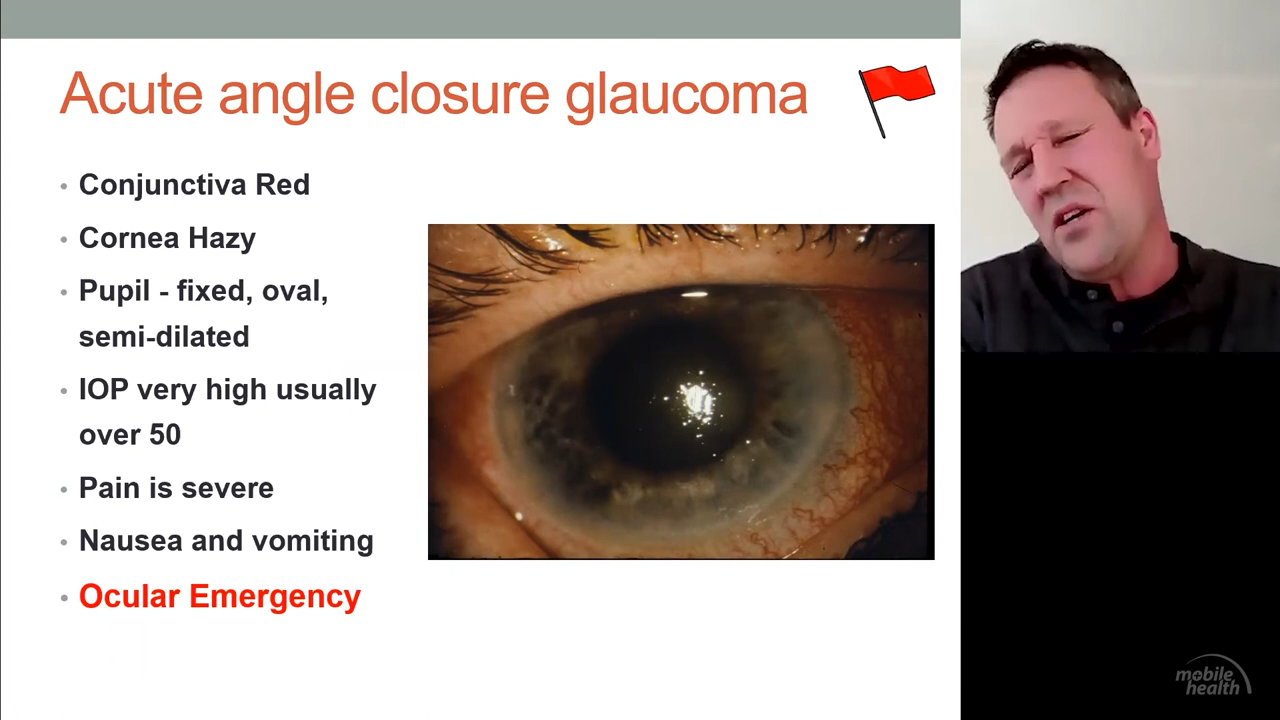 Acute angle closure glaucoma
Conjunctiva Red
Cornea Hazy
Pupil - fixed, oval,
semi-dilated
IOP very high usually
over 50
Pain is severe
Nausea and vomiting
Ocular Emergency
mobile
health